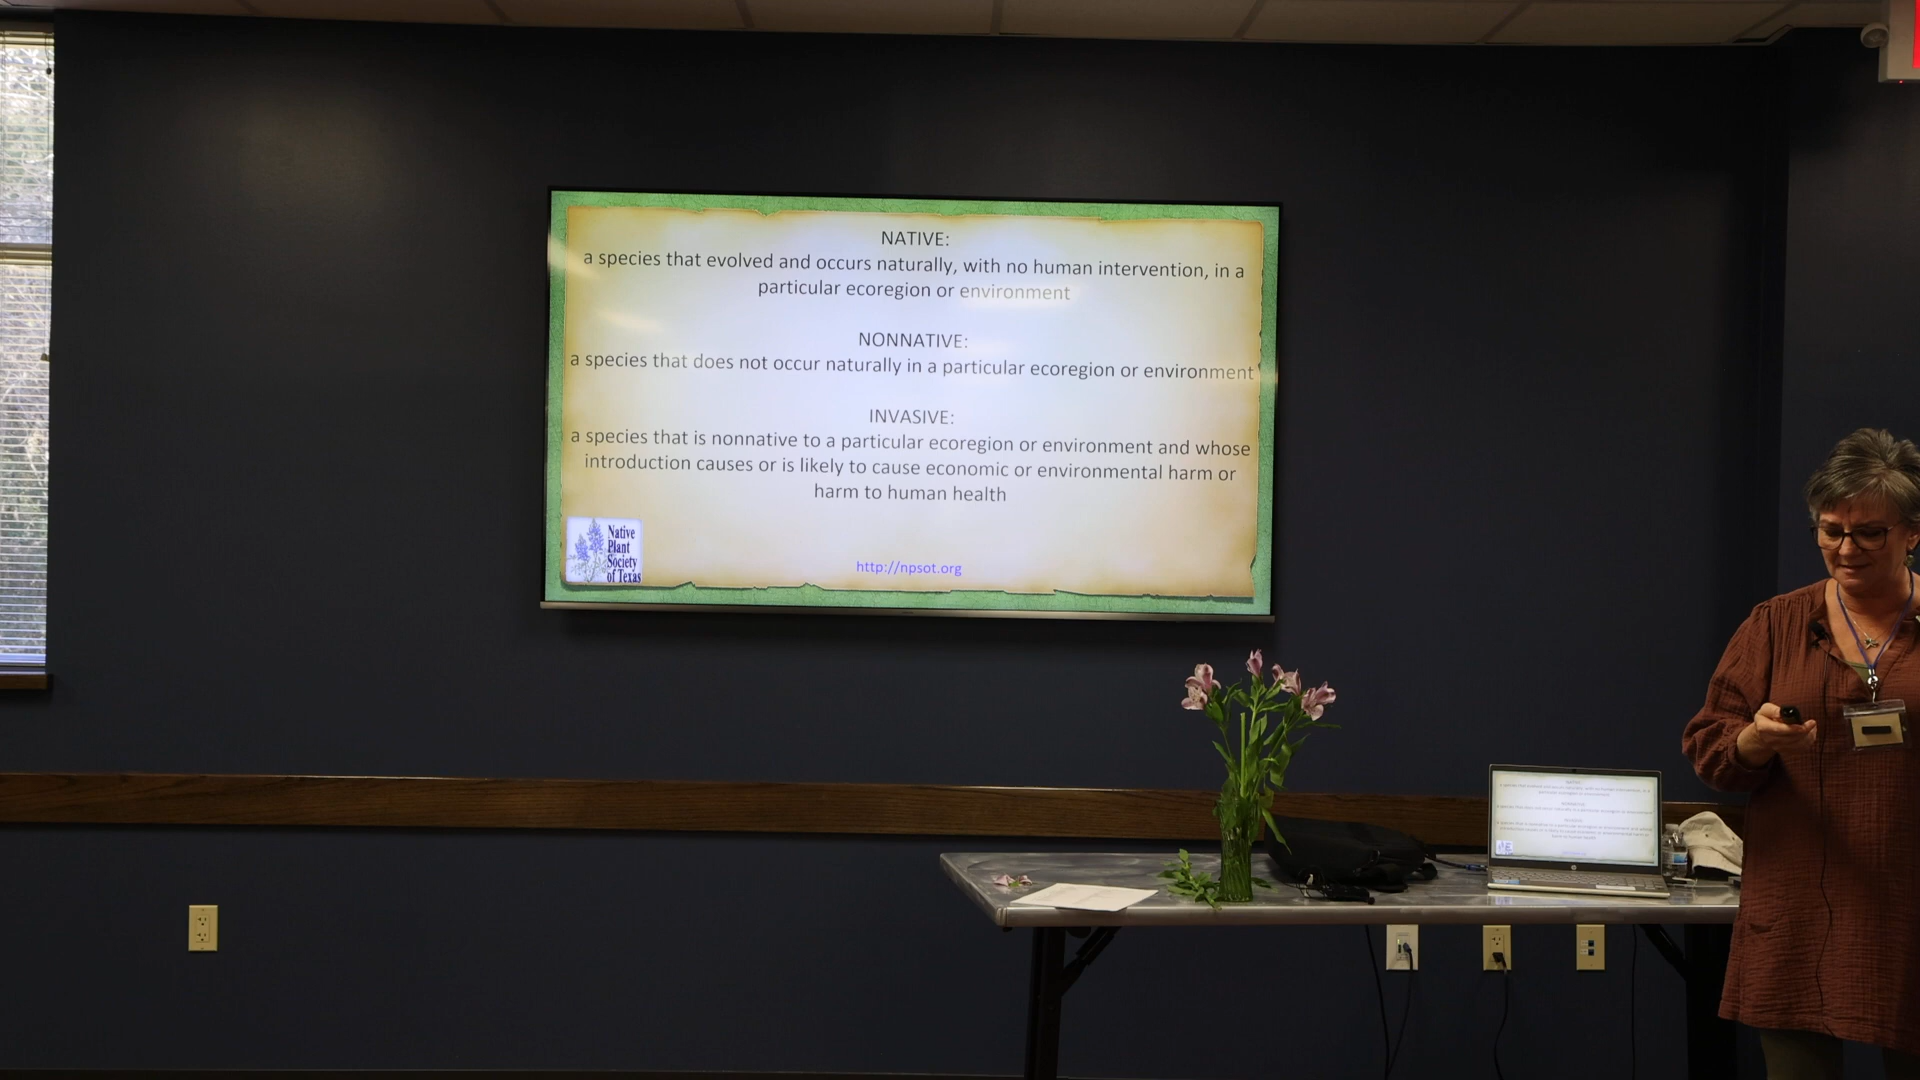 NATIVE:
a species that evolved and occurs naturally, with no human intervention, in a
particular ecoregion or environment
NONNATIVE:
a species that does not occur naturally in a particular ecoregion or environment
INVASIVE:
a species that is nonnative to a particular ecoregion or environment and whose
introduction causes or is likely to cause economic or environmental harm or
harm to human health
Native
Plant
Society
of Texas
http://npsot.org